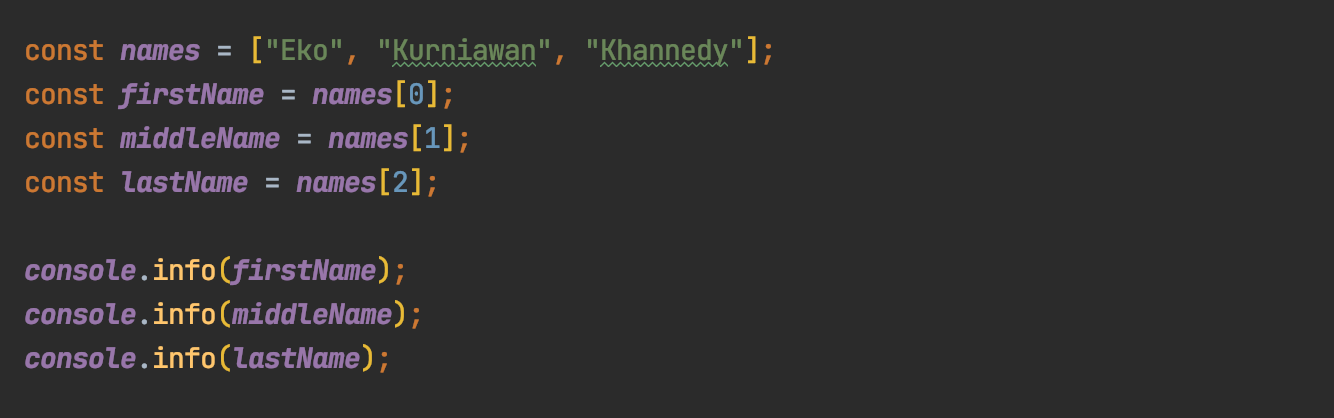 const names = ["Eko", "Kurniawan", "Khannedy"];
const firstName = names[0];
const middleName = names[1];
const lastName = names[2];
console.info(firstName);
console.info(middleName);
console.info(lastName);